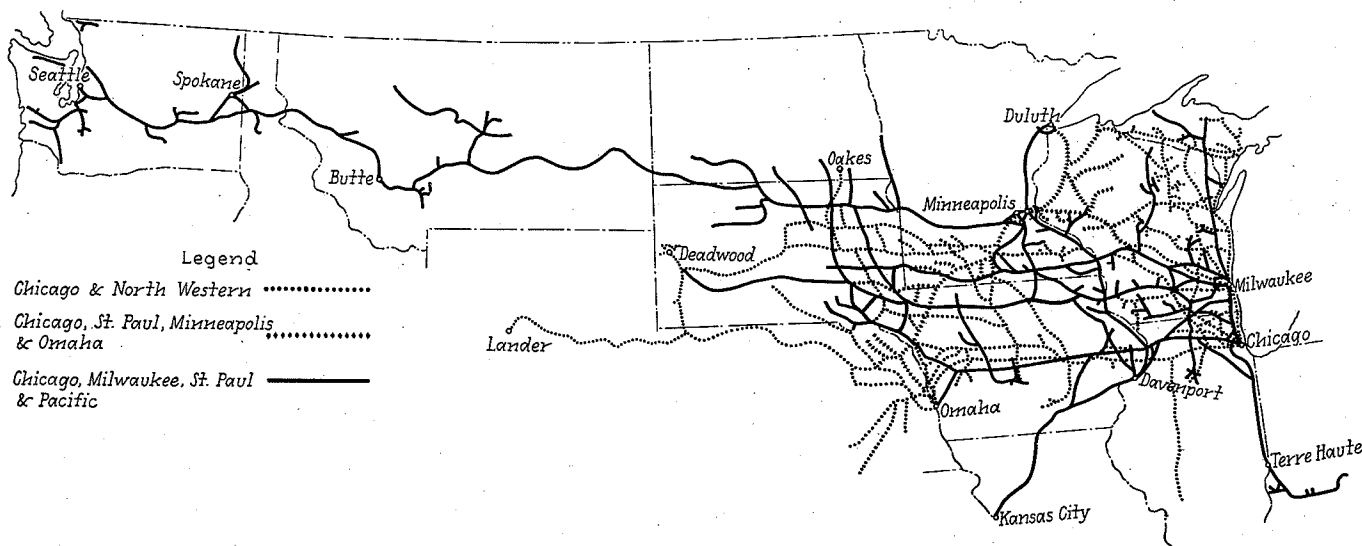 Seattle
Spokane
Butte
Oakes
Duluth
Minneapolis
Deadwood
Legend
Chicago & North Western
Chicago, St. Paul, Minneapolis
& Omaha
Chicago, Milwaukee, St. Paul
& Pacific
Lander
Milwaukee
Chicago
Davenport
Omaha
Terre Haute
Kansas City